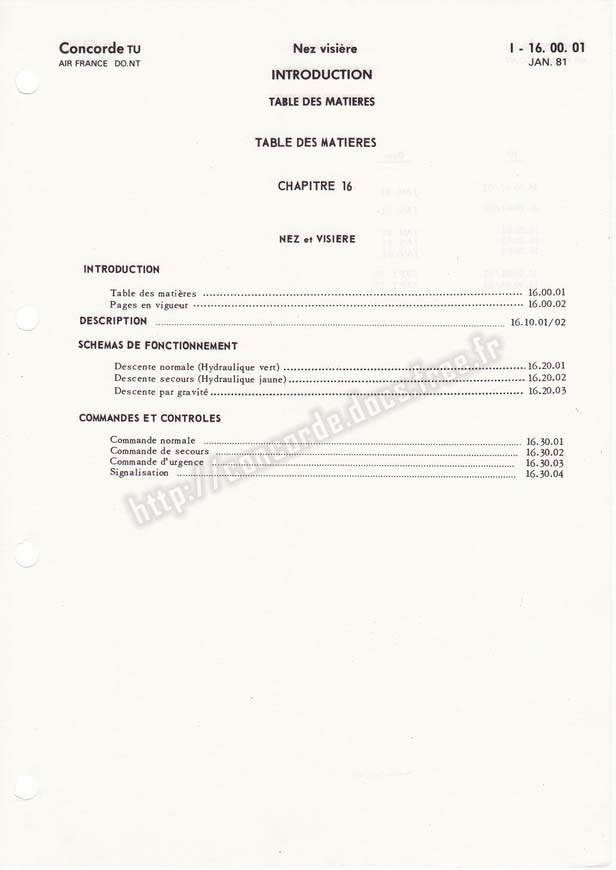 Concorde TU Nez visière I - 16. 00. 01
AIR FRANCE DO.NT INTRODUCTION JAN. 81
TABLE DES MATIERES
TABLE DES MATIERES
CHAPITRE 16
NEZ et VISIERE
INTRODUCTION
Table des matières ........ 16.00.01
Pages en vigueur ........ 16.00.02
DESCRIPTION ........ 16.10.01/02
SCHEMAS DE FONCTIONNEMENT
Descente normale (Hydraulique vert) ........ 16.20.01
Descente secours (Hydraulique jaune) ........ 16.20.02
Descente par gravité ........ 16.20.03
COMMANDES ET CONTROLES
Commande normale ........ 16.30.01
Commande de secours ........ 16.30.02
Commande d'urgence ........ 16.30.03
Signalisation ........ 16.30.04
http://concorde.docs.free.fr